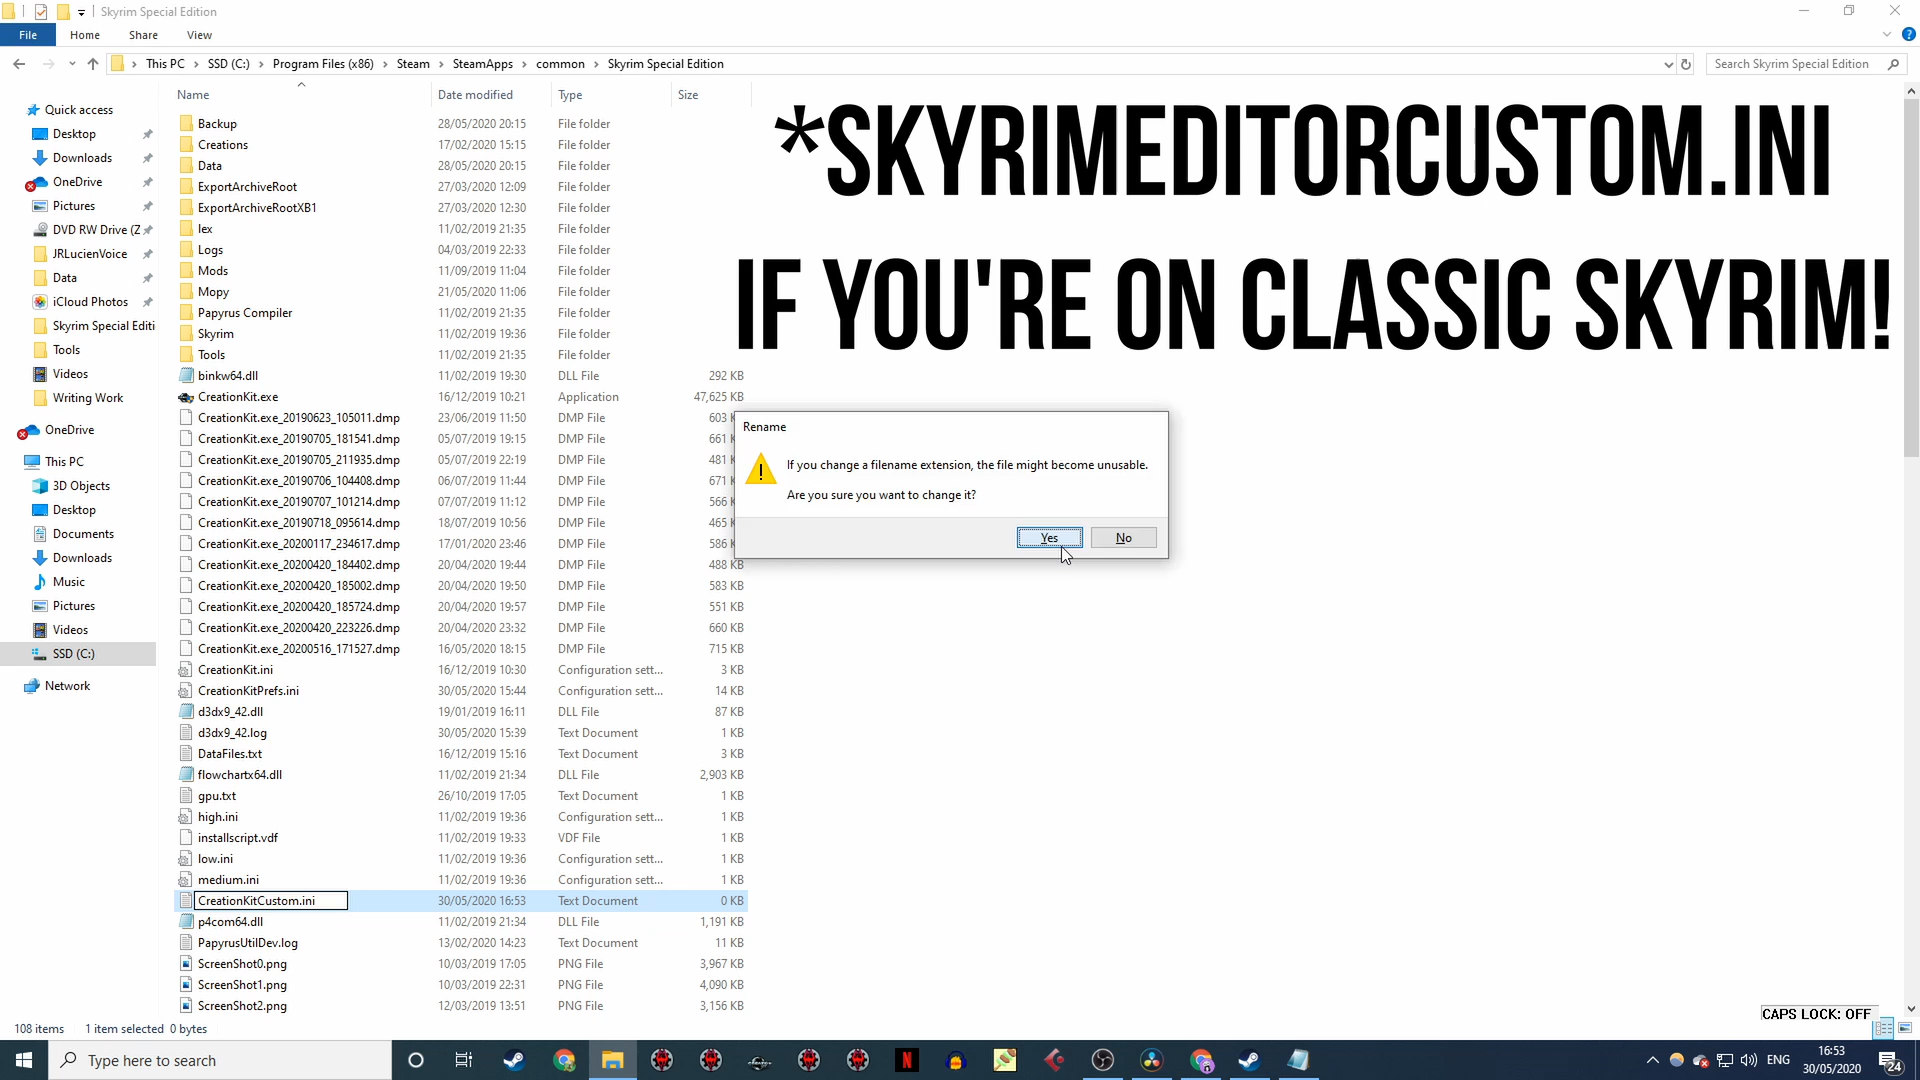 Skyrim Special Edition
File Home Share View
This PC > SSD (C:) > Program Files (x86) > Steam > SteamApps > common > Skyrim Special Edition
Search Skyrim Special Edition
Name Date modified Type Size
*SKYRIMEDITORCUSTOM.INI
IF YOU'RE ON CLASSIC SKYRIM!
Quick access
Desktop
Downloads
OneDrive
Pictures
DVD RW Drive (Z
JRLucienVoice
Data
iCloud Photos
Skyrim Special Editi
Tools
Videos
Writing Work
OneDrive
This PC
3D Objects
Desktop
Documents
Downloads
Music
Pictures
Videos
SSD (C:)
Network
Backup 28/05/2020 20:15 File folder
Creations 17/02/2020 15:15 File folder
Data 28/05/2020 20:15 File folder
ExportArchiveRoot 27/03/2020 12:09 File folder
ExportArchiveRootXB1 27/03/2020 12:30 File folder
lex 11/02/2019 21:35 File folder
Logs 04/03/2019 22:33 File folder
Mods 11/09/2019 11:04 File folder
Mopy 21/05/2020 11:06 File folder
Papyrus Compiler 11/02/2019 21:35 File folder
Skyrim 11/02/2019 19:36 File folder
Tools 11/02/2019 21:35 File folder
binkw64.dll 11/02/2019 19:30 DLL File 292 KB
CreationKit.exe 16/12/2019 10:21 Application 47,625 KB
CreationKit.exe_20190623_105011.dmp 23/06/2019 11:50 DMP File 603
CreationKit.exe_20190705_181541.dmp 05/07/2019 19:15 DMP File 661
CreationKit.exe_20190705_211935.dmp 05/07/2019 22:19 DMP File 481
CreationKit.exe_20190706_104408.dmp 06/07/2019 11:44 DMP File 671
CreationKit.exe_20190707_101214.dmp 07/07/2019 11:12 DMP File 566
CreationKit.exe_20190718_095614.dmp 18/07/2019 10:56 DMP File 465
CreationKit.exe_20200117_234617.dmp 17/01/2020 23:46 DMP File 586
CreationKit.exe_20200420_184402.dmp 20/04/2020 19:44 DMP File 488 KB
CreationKit.exe_20200420_185002.dmp 20/04/2020 19:50 DMP File 583 KB
CreationKit.exe_20200420_185724.dmp 20/04/2020 19:57 DMP File 551 KB
CreationKit.exe_20200420_223226.dmp 20/04/2020 23:32 DMP File 660 KB
CreationKit.exe_20200516_171527.dmp 16/05/2020 18:15 DMP File 715 KB
CreationKit.ini 16/12/2019 10:30 Configuration sett... 3 KB
CreationKitPrefs.ini 30/05/2020 15:44 Configuration sett... 14 KB
d3dx9_42.dll 19/01/2019 16:11 DLL File 87 KB
d3dx9_42.log 30/05/2020 15:39 Text Document 1 KB
DataFiles.txt 16/12/2019 15:16 Text Document 3 KB
flowchartx64.dll 11/02/2019 21:34 DLL File 2,903 KB
gpu.txt 26/10/2019 17:05 Text Document 1 KB
high.ini 11/02/2019 19:36 Configuration sett... 1 KB
installscript.vdf 11/02/2019 19:33 VDF File 1 KB
low.ini 11/02/2019 19:36 Configuration sett... 1 KB
medium.ini 11/02/2019 19:36 Configuration sett... 1 KB
CreationKitCustom.ini 30/05/2020 16:53 Text Document 0 KB
p4com64.dll 11/02/2019 21:34 DLL File 1,191 KB
PapyrusUtilDev.log 13/02/2020 14:23 Text Document 11 KB
ScreenShot0.png 10/03/2019 17:05 PNG File 3,967 KB
ScreenShot1.png 10/03/2019 22:31 PNG File 4,090 KB
ScreenShot2.png 12/03/2019 13:51 PNG File 3,156 KB
Rename
If you change a filename extension, the file might become unusable.
Are you sure you want to change it?
Yes No
108 items 1 item selected 0 bytes
CAPS LOCK: OFF
Type here to search
ENG
16:53
30/05/2020
24